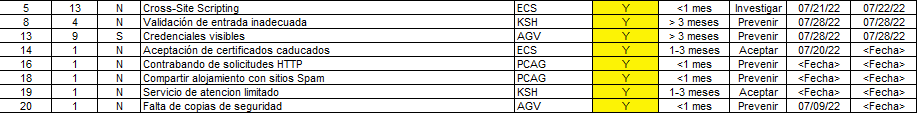 5 13 N Cross-Site Scripting ECS Y <1 mes Investigar 07/21/22 07/22/22
8 4 N Validación de entrada inadecuada KSH Y > 3 meses Prevenir 07/28/22 07/28/22
13 9 S Credenciales visibles AGV Y > 3 meses Prevenir 07/28/22 07/28/22
14 1 N Aceptación de certificados caducados ECS Y 1-3 meses Aceptar 07/20/22 <Fecha>
16 1 N Contrabando de solicitudes HTTP PCAG Y <1 mes Prevenir <Fecha> <Fecha>
18 1 N Compartir alojamiento con sitios Spam PCAG Y <1 mes Prevenir <Fecha> <Fecha>
19 1 N Servicio de atencion limitado KSH Y 1-3 meses Aceptar <Fecha> <Fecha>
20 1 N Falta de copias de seguridad AGV Y <1 mes Prevenir 07/09/22 <Fecha>